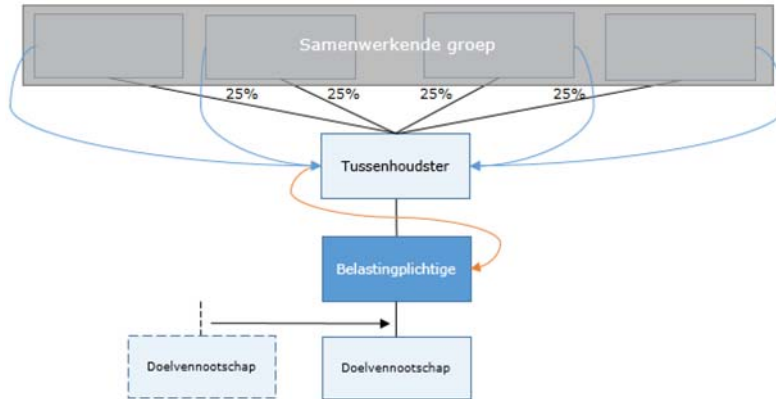 Samenwerkende groep
25% 25% 25% 25%
Tussenhoudster
Belastingplichtige
Doelvennootschap Doelvennootschap